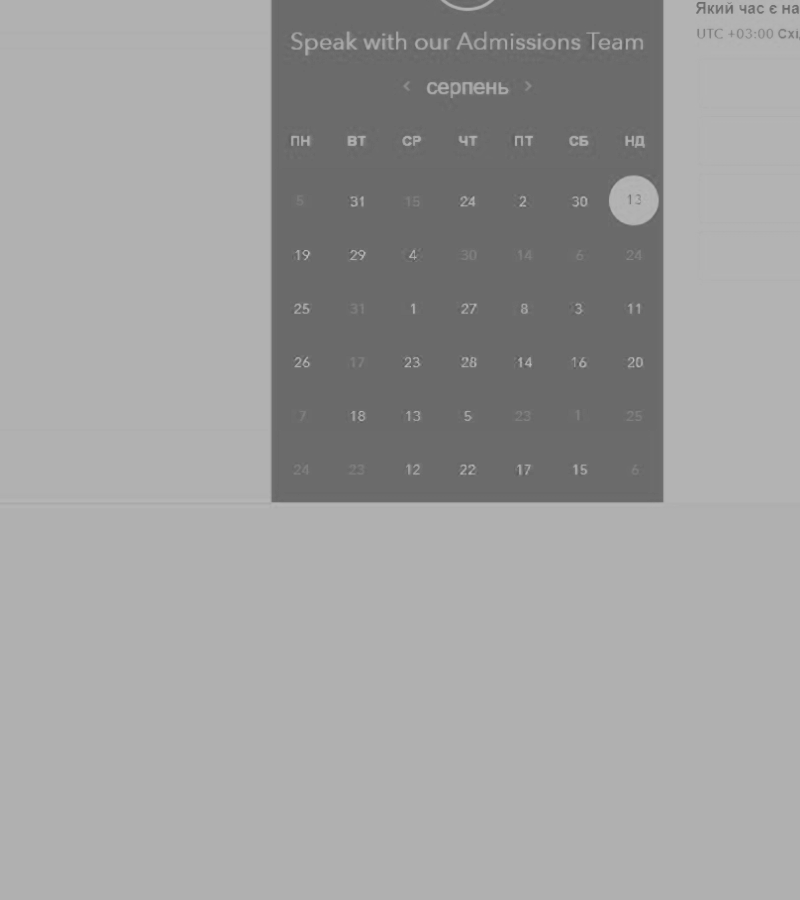 Який час є на
Speak with our Admissions Team
UTC +03:00 Схі
< серпень >
ПН ВТ СР ЧТ ПТ СБ НД
5 31 15 24 2 30 13
19 29 4 30 14 6 24
25 31 1 27 8 3 11
26 17 23 28 14 16 20
7 18 13 5 23 1 25
24 23 12 22 17 15 6